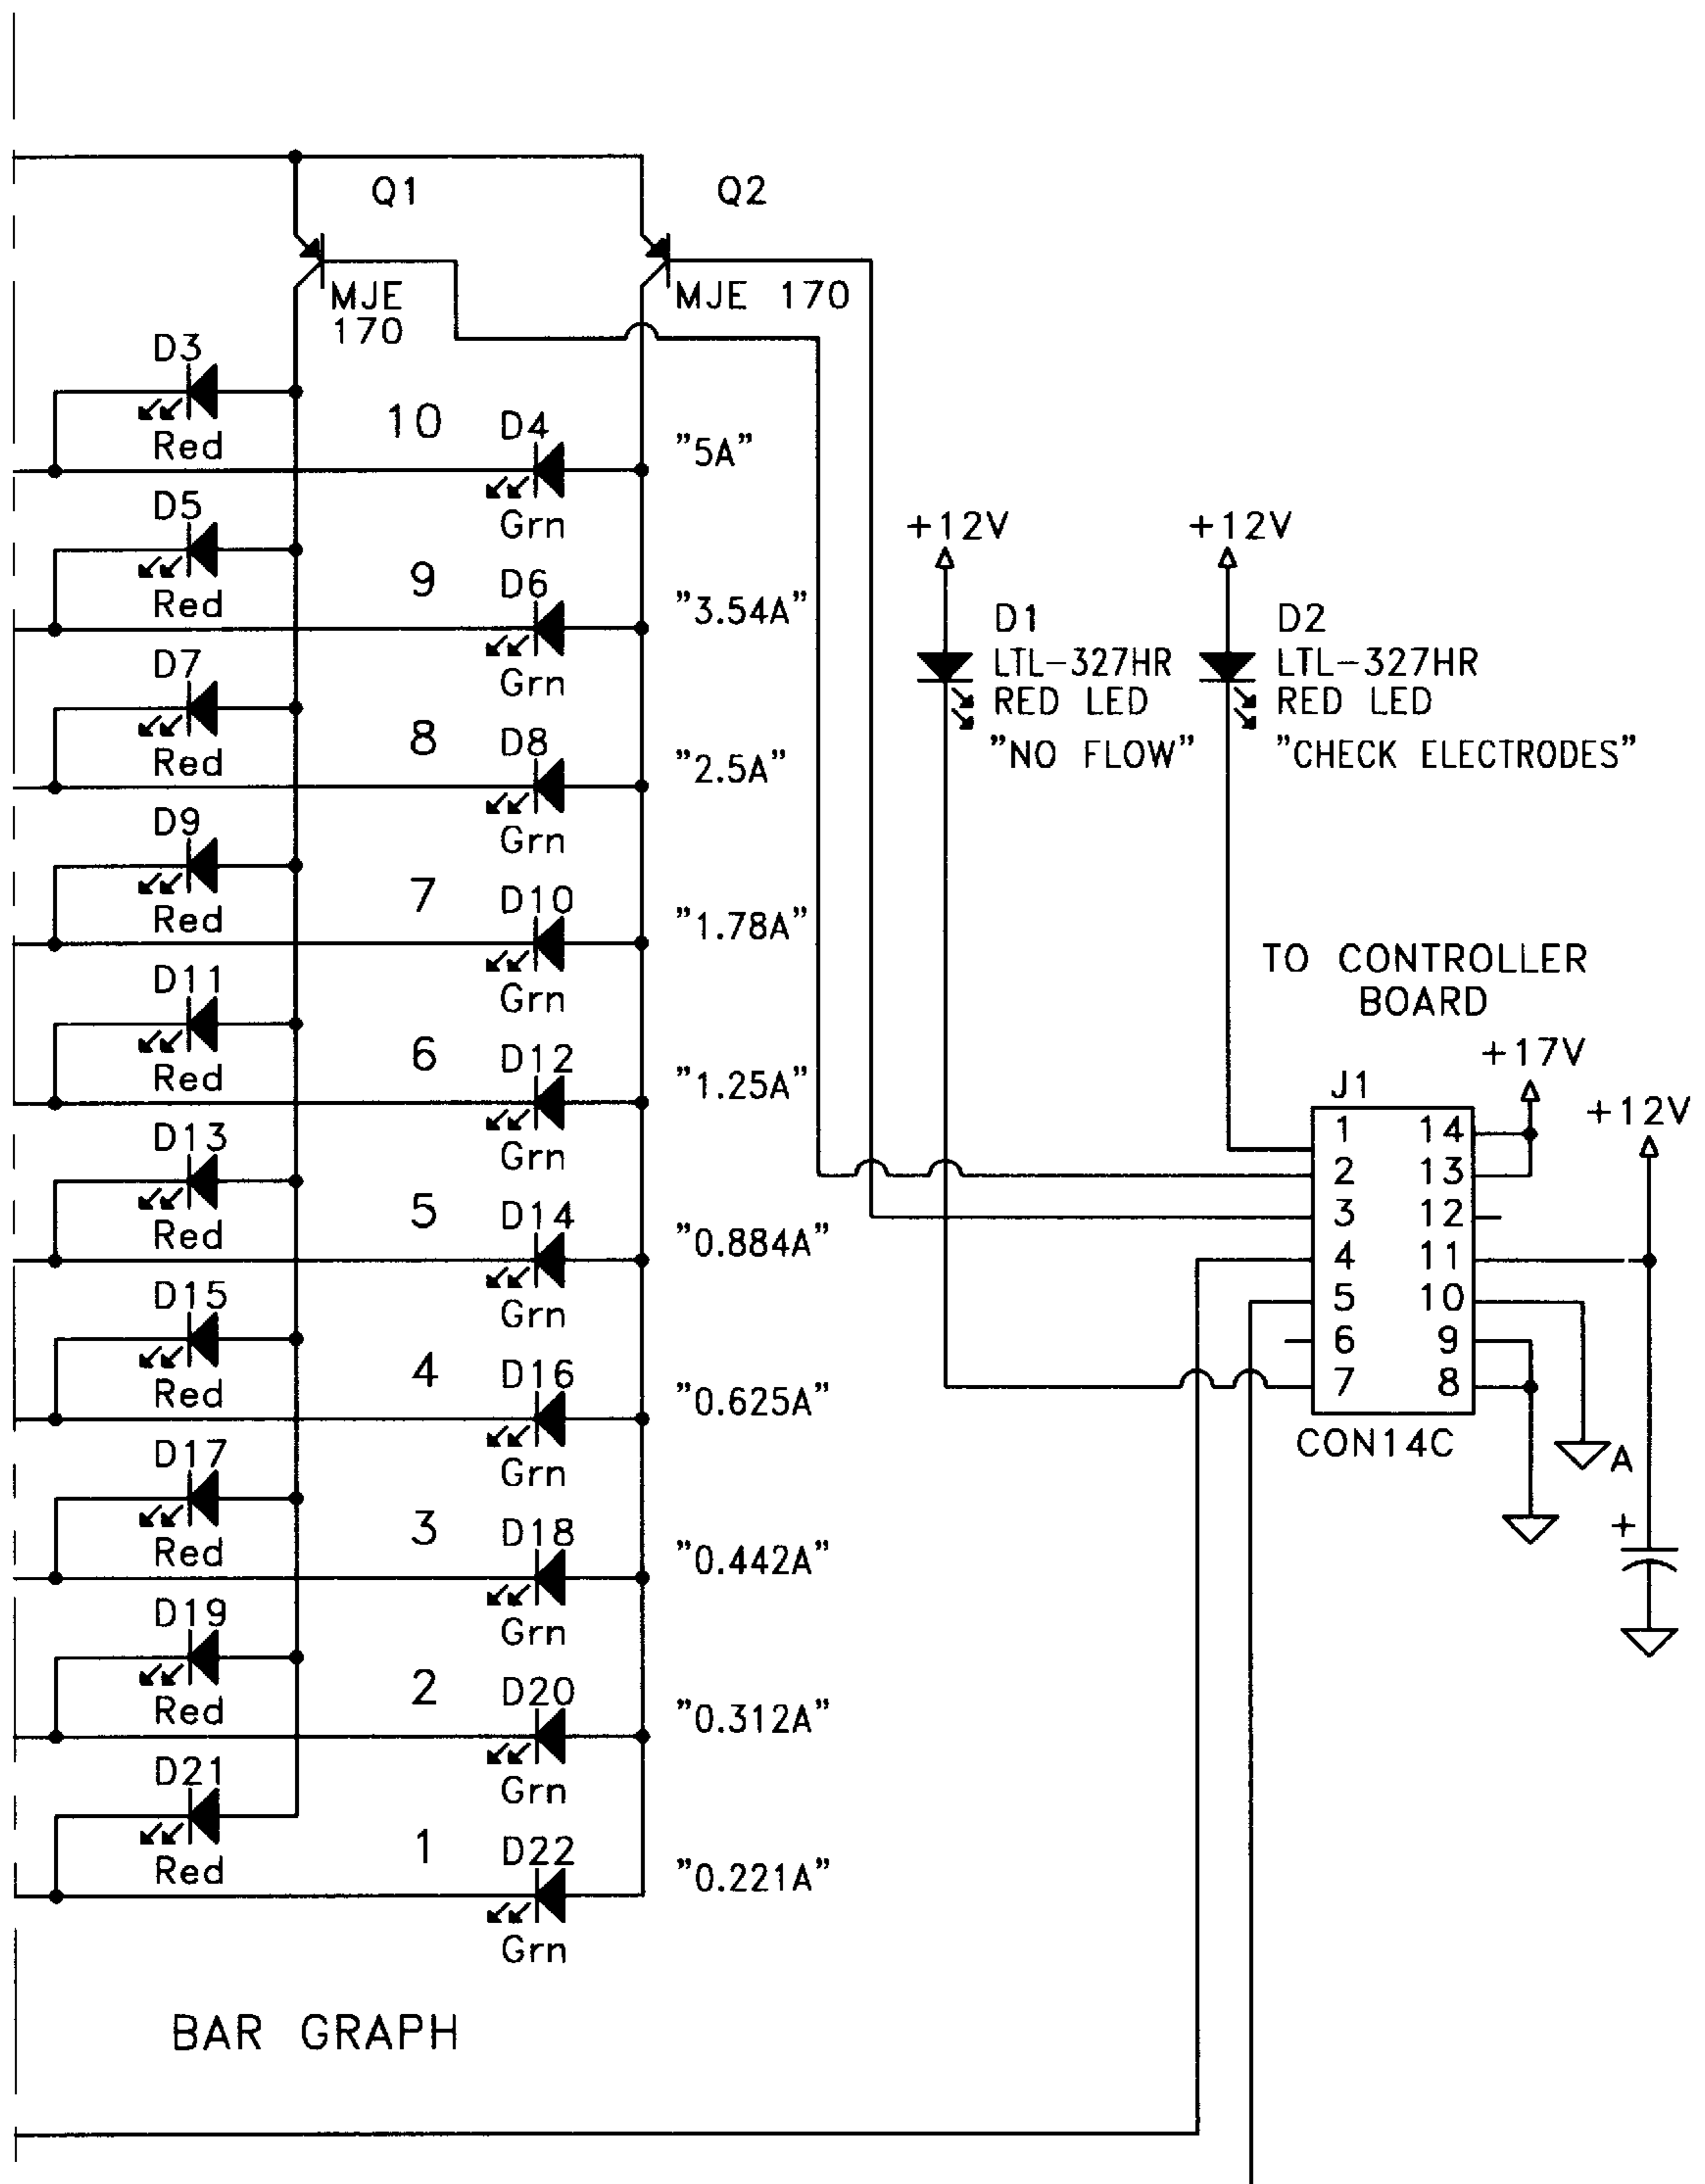 Q1
Q2
MJE
170
MJE 170
D3
Red
10
D4
Grn
"5A"
D5
Red
9
D6
Grn
"3.54A"
D7
Red
8
D8
Grn
"2.5A"
D9
Red
7
D10
Grn
"1.78A"
D11
Red
6
D12
Grn
"1.25A"
D13
Red
5
D14
Grn
"0.884A"
D15
Red
4
D16
Grn
"0.625A"
D17
Red
3
D18
Grn
"0.442A"
D19
Red
2
D20
Grn
"0.312A"
D21
Red
1
D22
Grn
"0.221A"
BAR GRAPH
+12V
D1
LTL-327HR
RED LED
"NO FLOW"
+12V
D2
LTL-327HR
RED LED
"CHECK ELECTRODES"
TO CONTROLLER
BOARD
+17V
+12V
J1
1 14
2 13
3 12
4 11
5 10
6 9
7 8
CON14C
A
+